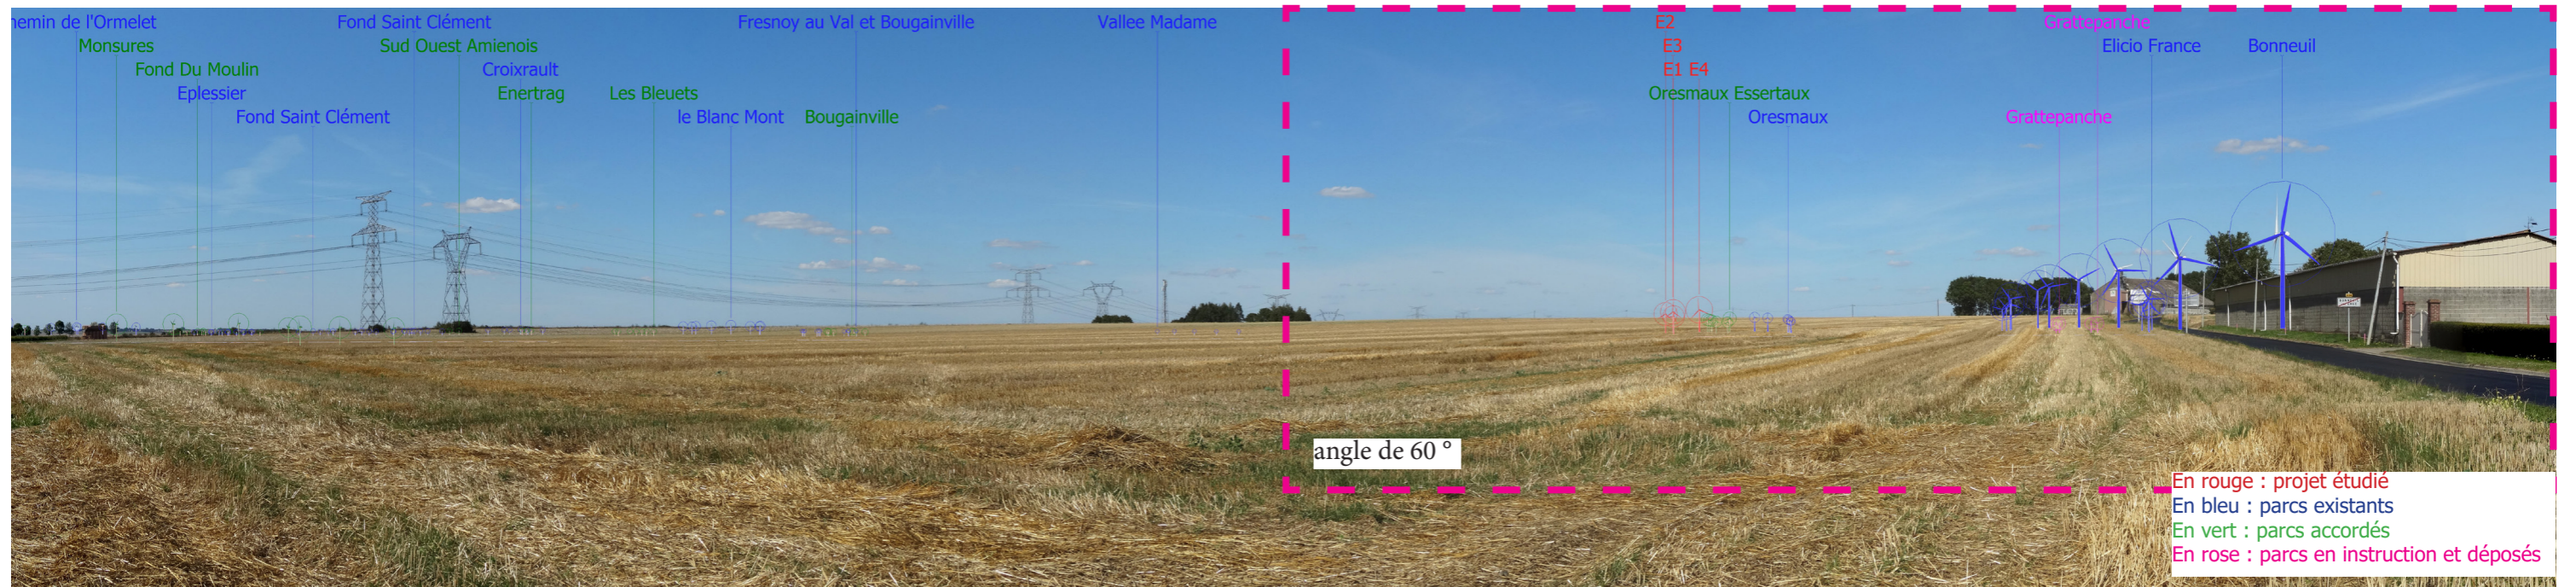 hemin de l'Ormelet Fond Saint Clément Fresnoy au Val et Bougainville Vallee Madame E2 Grattepanche
Monsures Sud Ouest Amienois E3 Elicio France Bonneuil
Fond Du Moulin Croixrault E1 E4
Eplessier Enertrag Les Bleuets Oresmaux Essertaux
Fond Saint Clément le Blanc Mont Bougainville Oresmaux Grattepanche
angle de 60 °
En rouge : projet étudié
En bleu : parcs existants
En vert : parcs accordés
En rose : parcs en instruction et déposés